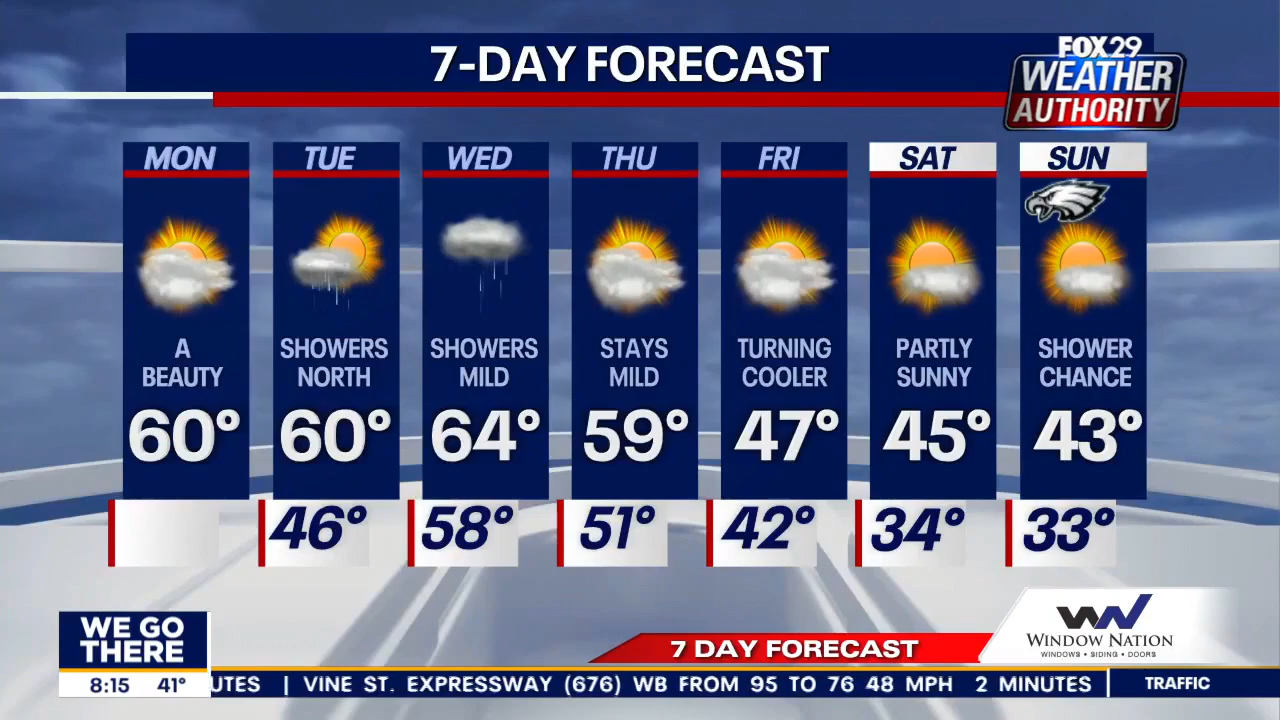 7-DAY FORECAST
FOX 29
WEATHER
AUTHORITY
MON
TUE
WED
THU
FRI
SAT
SUN
A
BEAUTY
SHOWERS
NORTH
SHOWERS
MILD
STAYS
MILD
TURNING
COOLER
PARTLY
SUNNY
SHOWER
CHANCE
60°
60°
64°
59°
47°
45°
43°
46°
58°
51°
42°
34°
33°
WE GO
THERE
7 DAY FORECAST
WINDOW NATION
WINDOWS • SIDING • DOORS
8:15 41° UTES | VINE ST. EXPRESSWAY (676) WB FROM 95 TO 76 48 MPH 2 MINUTES | TRAFFIC